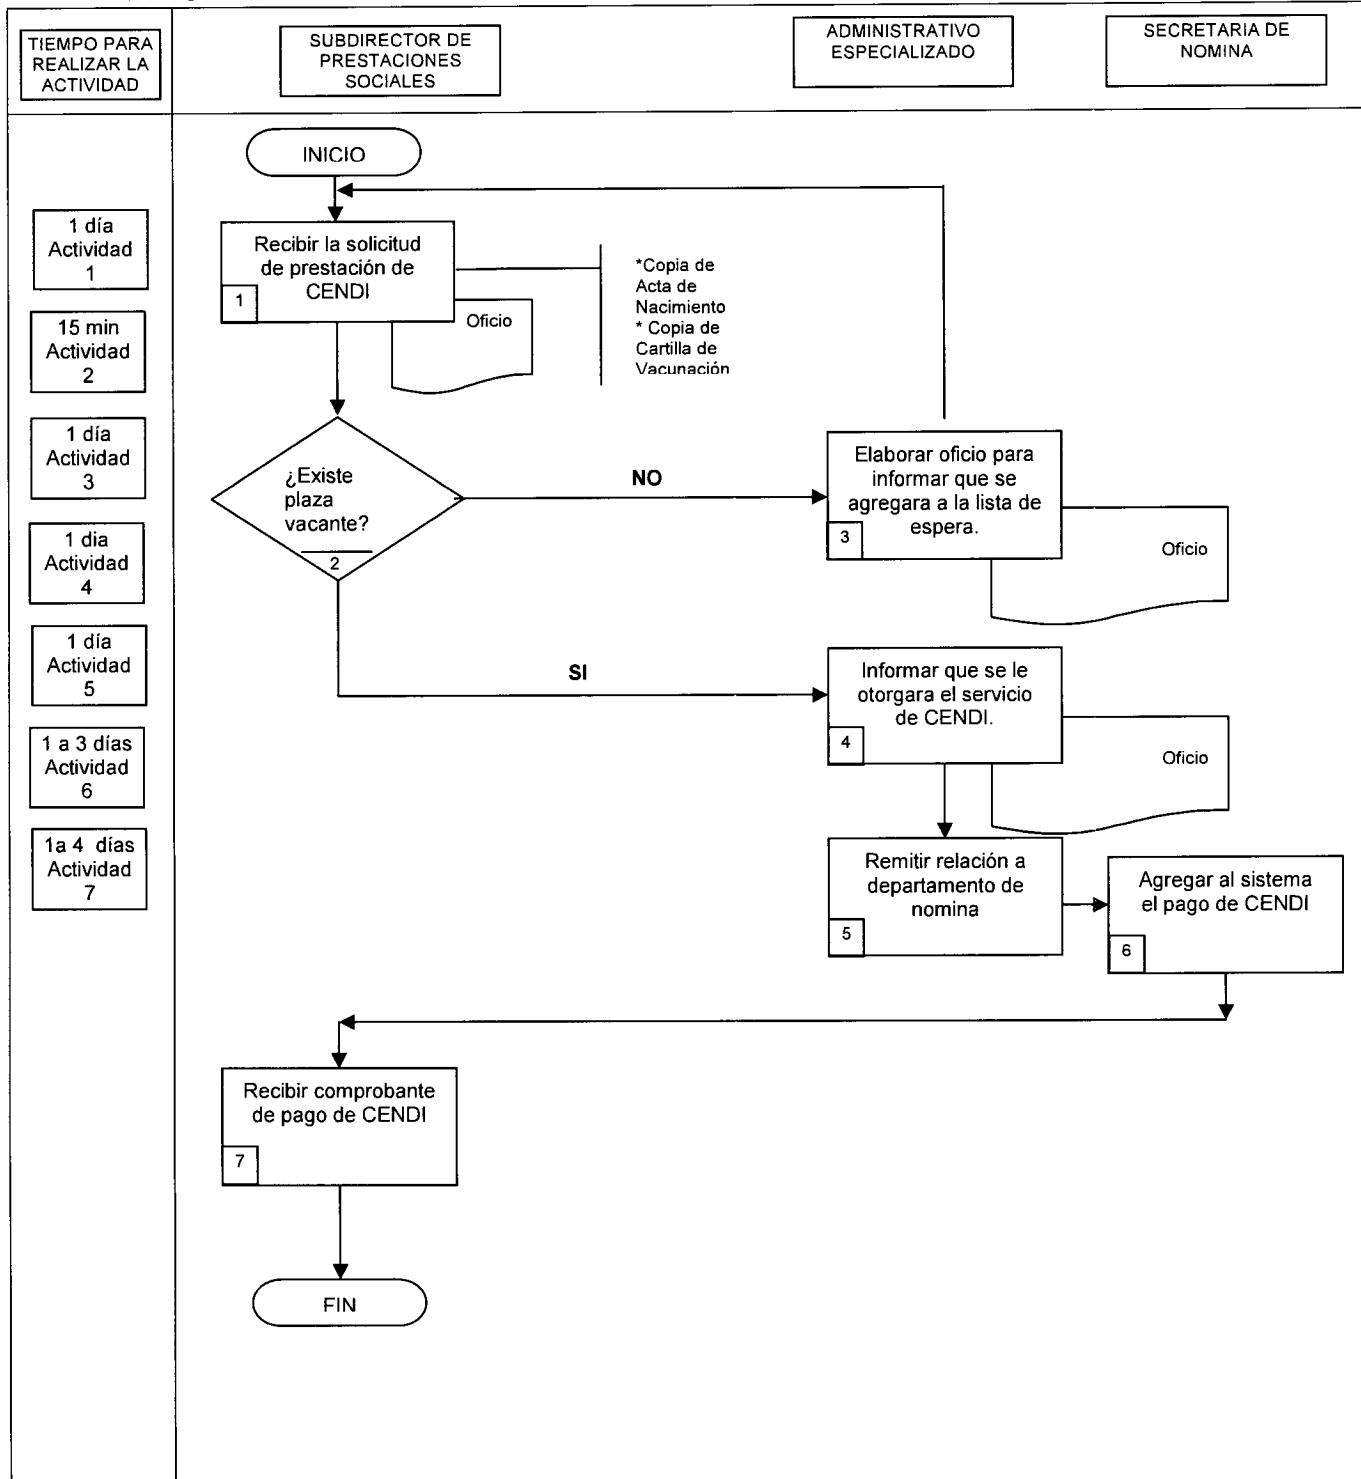 TIEMPO PARA
REALIZAR LA
ACTIVIDAD
SUBDIRECTOR DE
PRESTACIONES
SOCIALES
ADMINISTRATIVO
ESPECIALIZADO
SECRETARIA DE
NOMINA
1 día
Actividad
1
15 min
Actividad
2
1 día
Actividad
3
1 dia
Actividad
4
1 día
Actividad
5
1 a 3 días
Actividad
6
1a 4 días
Actividad
7
INICIO
Recibir la solicitud
de prestación de
CENDI
1
Oficio
*Copia de
Acta de
Nacimiento
* Copia de
Cartilla de
Vacunación
¿Existe
plaza
vacante?
2
NO
Elaborar oficio para
informar que se
agregara a la lista de
espera.
3
Oficio
SI
Informar que se le
otorgara el servicio
de CENDI.
4
Oficio
Remitir relación a
departamento de
nomina
5
Agregar al sistema
el pago de CENDI
6
Recibir comprobante
de pago de CENDI
7
FIN